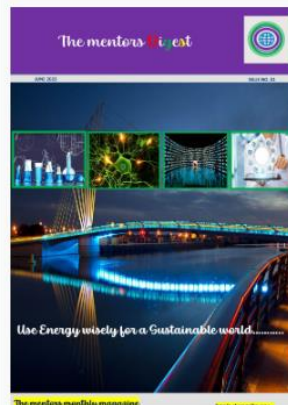 The mentors Digest
JUNE 2023
Use Energy wisely for a Sustainable world............
The mentors monthly magazine